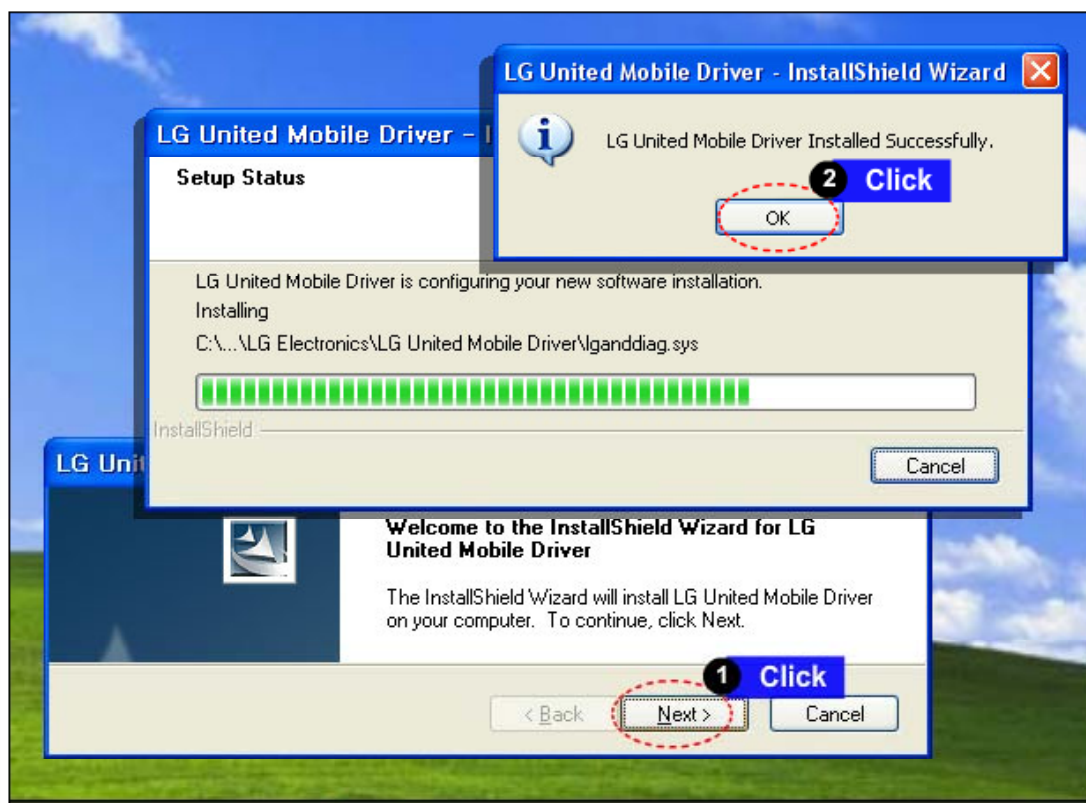 LG United Mobile Driver - InstallShield Wizard
LG United Mobile Driver Installed Successfully.
2 Click
OK
LG United Mobile Driver -
Setup Status
LG United Mobile Driver is configuring your new software installation.
Installing
C:\...\LG Electronics\LG United Mobile Driver\lganddiag.sys
InstallShield
Cancel
LG Unit
Welcome to the InstallShield Wizard for LG
United Mobile Driver
The InstallShield Wizard will install LG United Mobile Driver
on your computer. To continue, click Next.
1 Click
< Back Next > Cancel